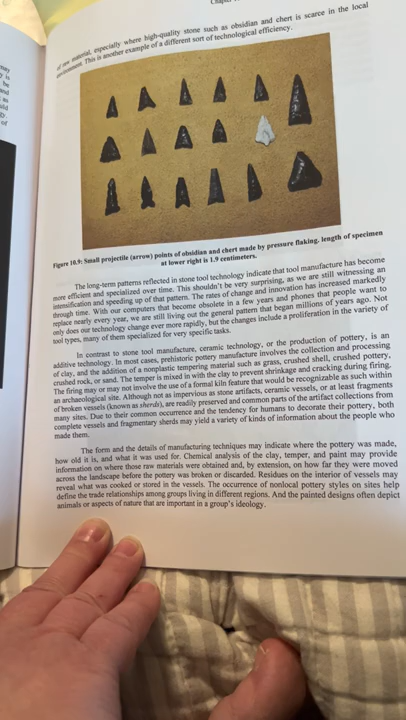 of raw material, especially where high-quality stone such as obsidian and chert is scarce in the local
environment. This is another example of a different sort of technological efficiency.
Figure 10.9: Small projectile (arrow) points of obsidian and chert made by pressure flaking, length of specimen
at lower right is 1.9 centimeters.
The long-term patterns reflected in stone tool technology indicate that tool manufacture has become
more efficient and specialized over time. This shouldn't be very surprising, as we are still witnessing an
intensification and speeding up of that pattern. The rates of change and innovation has increased markedly
through time. With our computers that become obsolete in a few years and phones that people want to
replace nearly every year, we are still living out the general pattern that began millions of years ago. Not
only does our technology change ever more rapidly, but the changes include a proliferation in the variety of
tool types, many of them specialized for very specific tasks.
In contrast to stone tool manufacture, ceramic technology, or the production of pottery, is an
additive technology. In most cases, prehistoric pottery manufacture involves the collection and processing
of clay, and the addition of a nonplastic tempering material such as grass, crushed shell, crushed pottery,
crushed rock, or sand. The temper is mixed in with the clay to prevent shrinkage and cracking during firing.
The firing may or may not involve the use of a formal kiln feature that would be recognizable as such within
an archaeological site. Although not as impervious as stone artifacts, ceramic vessels, or at least fragments
of broken vessels (known as sherds), are readily preserved and common parts of the artifact collections from
many sites. Due to their common occurrence and the tendency for humans to decorate their pottery, both
complete vessels and fragmentary sherds may yield a variety of kinds of information about the people who
made them.
The form and the details of manufacturing techniques may indicate where the pottery was made,
how old it is, and what it was used for. Chemical analysis of the clay, temper, and paint may provide
information on where those raw materials were obtained and, by extension, on how far they were moved
across the landscape before the pottery was broken or discarded. Residues on the interior of vessels may
reveal what was cooked or stored in the vessels. The occurrence of nonlocal pottery styles on sites help
define the trade relationships among groups living in different regions. And the painted designs often depict
animals or aspects of nature that are important in a group's ideology.